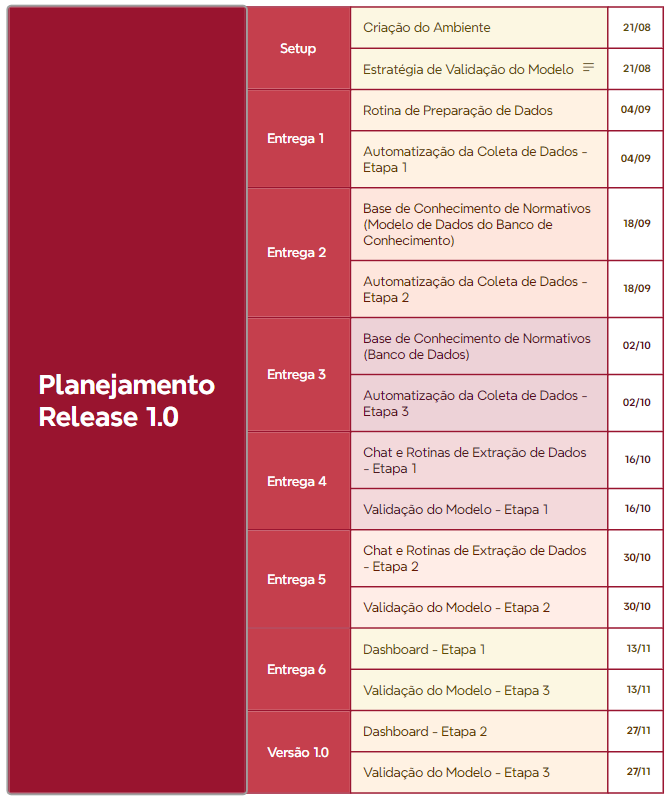 Planejamento
Release 1.0
Setup
Criação do Ambiente
21/08
Estratégia de Validação do Modelo
21/08
Entrega 1
Rotina de Preparação de Dados
04/09
Automatização da Coleta de Dados -
Etapa 1
04/09
Entrega 2
Base de Conhecimento de Normativos
(Modelo de Dados do Banco de
Conhecimento)
18/09
Automatização da Coleta de Dados -
Etapa 2
18/09
Entrega 3
Base de Conhecimento de Normativos
(Banco de Dados)
02/10
Automatização da Coleta de Dados -
Etapa 3
02/10
Entrega 4
Chat e Rotinas de Extração de Dados
- Etapa 1
16/10
Validação do Modelo - Etapa 1
16/10
Entrega 5
Chat e Rotinas de Extração de Dados
- Etapa 2
30/10
Validação do Modelo - Etapa 2
30/10
Entrega 6
Dashboard - Etapa 1
13/11
Validação do Modelo - Etapa 3
13/11
Versão 1.0
Dashboard - Etapa 2
27/11
Validação do Modelo - Etapa 3
27/11